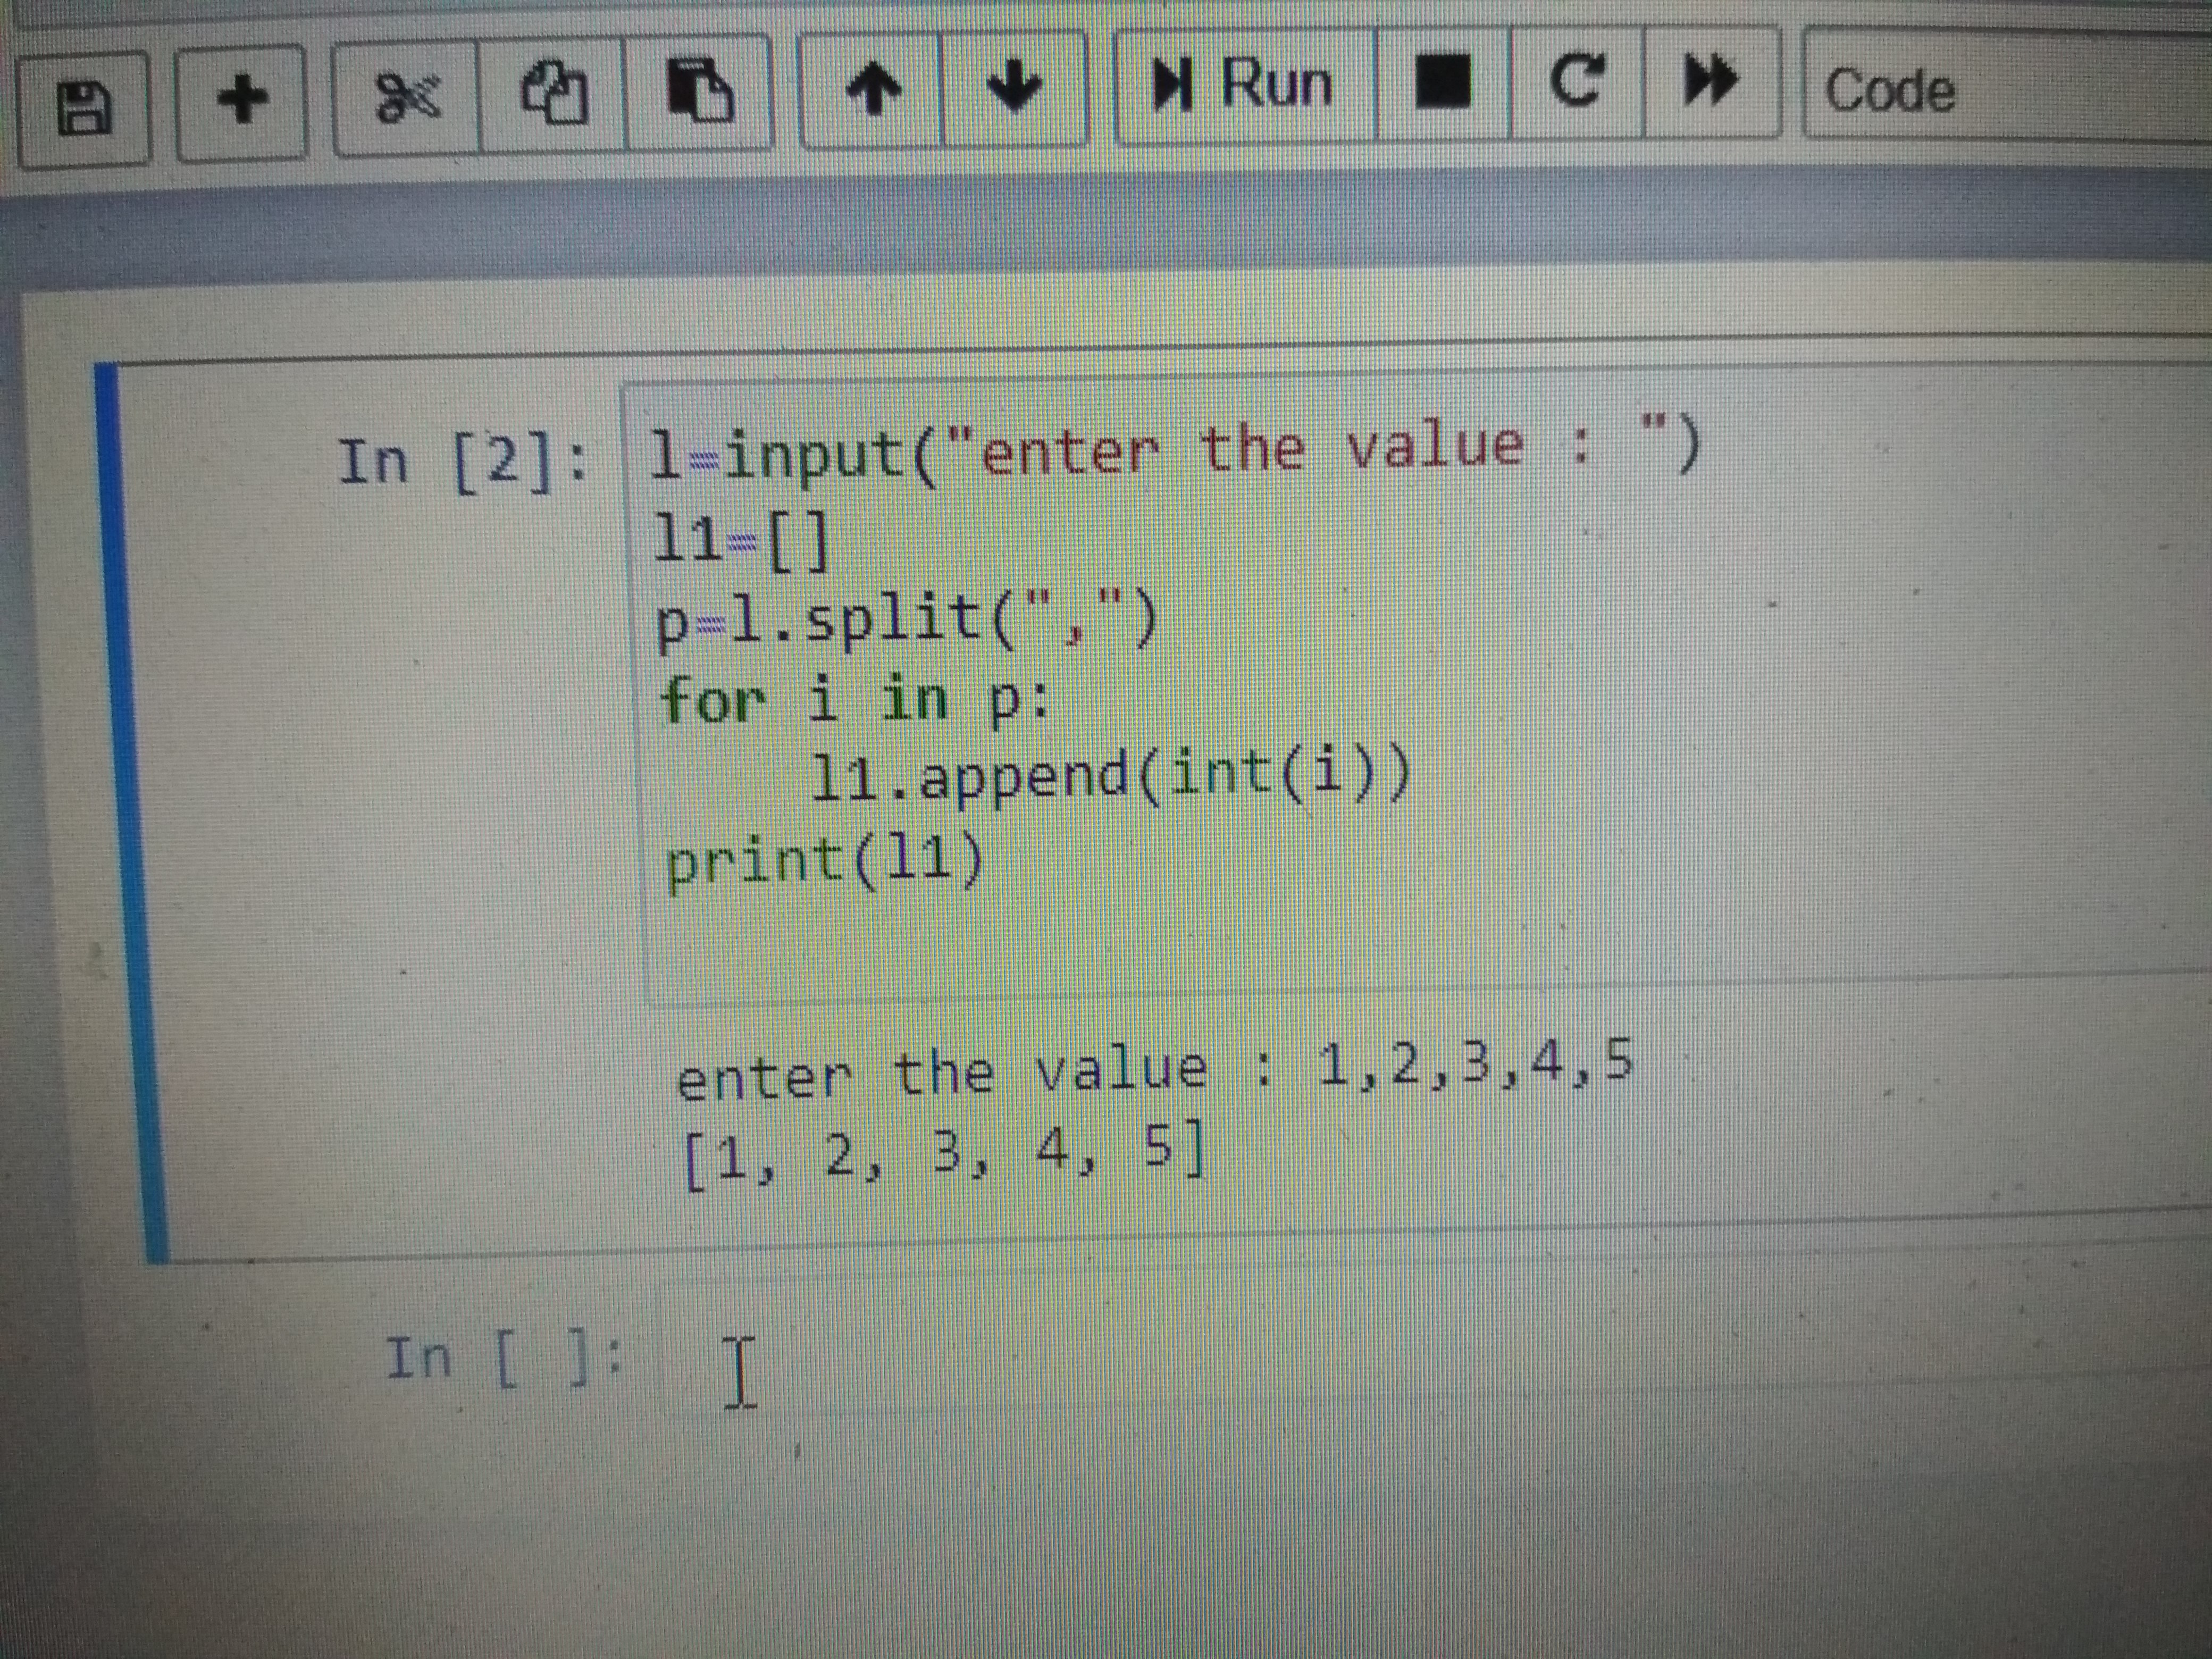 Run Code
In [2]: l=input("enter the value : ")
l1=[]
p=l.split(",")
for i in p:
    l1.append(int(i))
print(l1)
enter the value : 1,2,3,4,5
[1, 2, 3, 4, 5]
In [ ]: